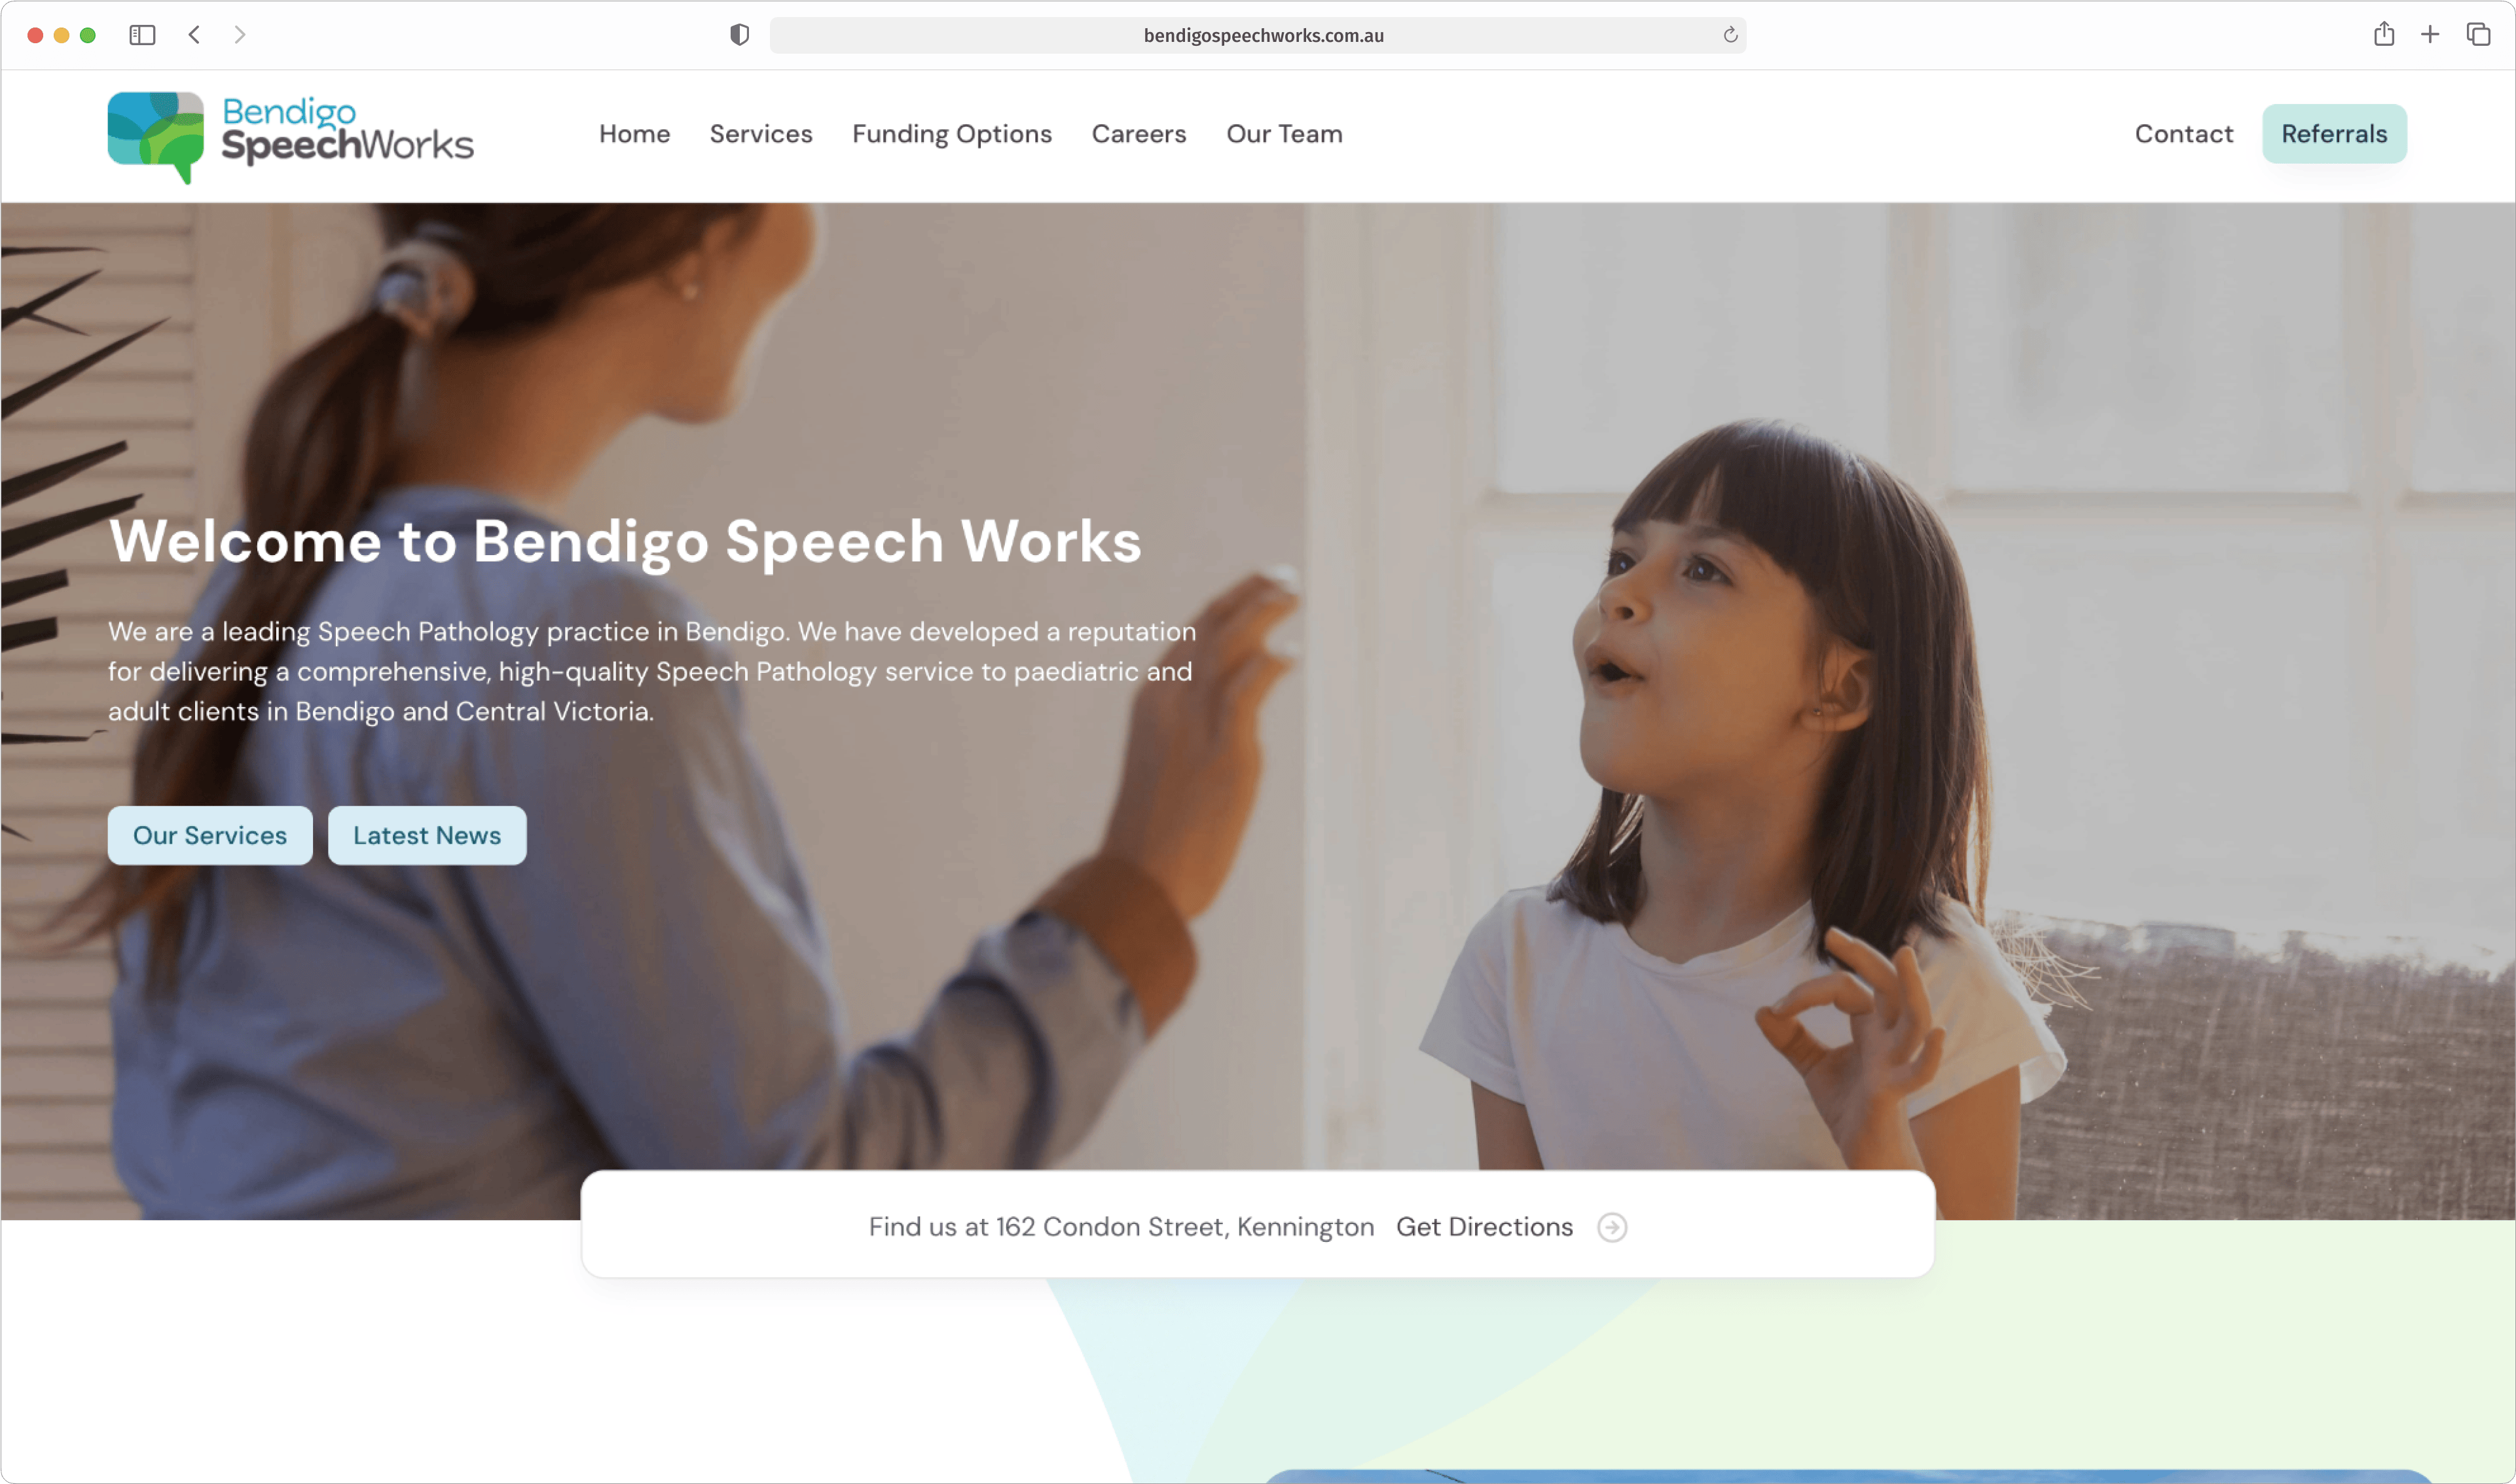 bendigospeechworks.com.au
Bendigo
SpeechWorks
Home Services Funding Options Careers Our Team Contact Referrals
Welcome to Bendigo Speech Works
We are a leading Speech Pathology practice in Bendigo. We have developed a reputation
for delivering a comprehensive, high-quality Speech Pathology service to paediatric and
adult clients in Bendigo and Central Victoria.
Our Services Latest News
Find us at 162 Condon Street, Kennington Get Directions